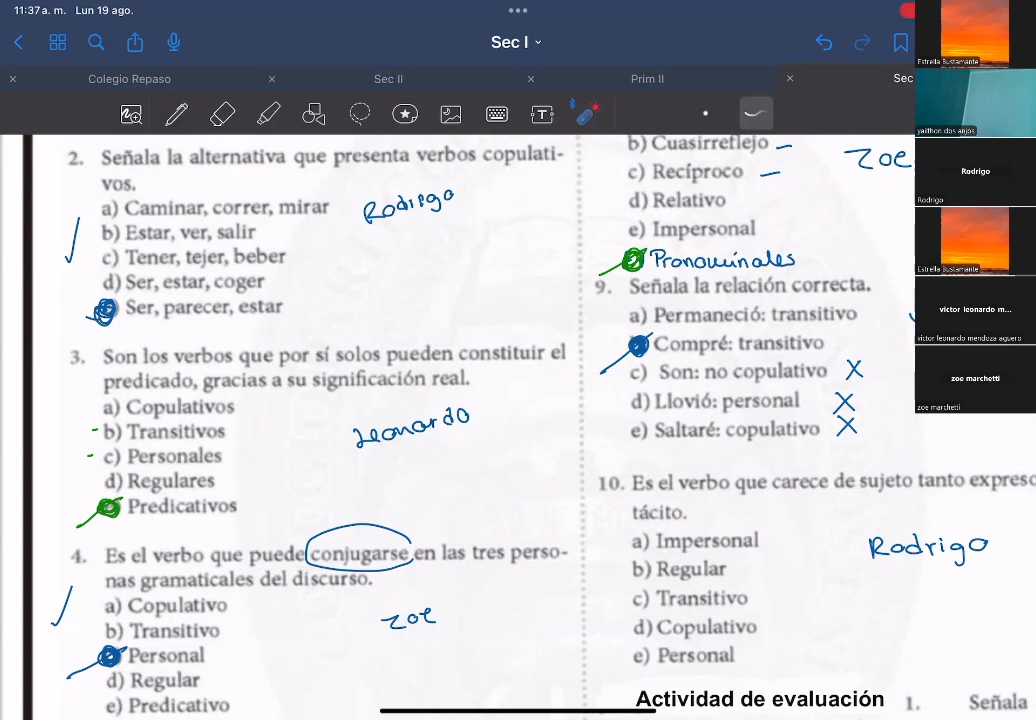 11:37 a. m. Lun 19 ago.
Sec I
Colegio Repaso
Sec II
Prim II
Sec
2. Señala la alternativa que presenta verbos copulati-
vos.
a) Caminar, correr, mirar
b) Estar, ver, salir
c) Tener, tejer, beber
d) Ser, estar, coger
Ser, parecer, estar
Rodrigo
3. Son los verbos que por sí solos pueden constituir el
predicado, gracias a su significación real.
a) Copulativos
b) Transitivos
c) Personales
d) Regulares
Predicativos
Leonardo
4. Es el verbo que puede conjugarse en las tres perso-
nas gramaticales del discurso.
a) Copulativo
b) Transitivo
Personal
d) Regular
e) Predicativo
zoe
b) Cuasirreflejo
c) Recíproco
d) Relativo
e) Impersonal
Pronominales
Zoe
9. Señala la relación correcta.
a) Permaneció: transitivo
Compré: transitivo
c) Son: no copulativo X
d) Llovió: personal X
e) Saltaré: copulativo X
10. Es el verbo que carece de sujeto tanto expreso
tácito.
a) Impersonal
b) Regular
c) Transitivo
d) Copulativo
e) Personal
Rodrigo
Actividad de evaluación
1. Señala
Estrella Bustamante
yailthon dos anjos
Rodrigo
Rodrigo
Estrella Bustamante
victor leonardo m...
victor leonardo mendoza aguero
zoe marchetti
zoe marchetti